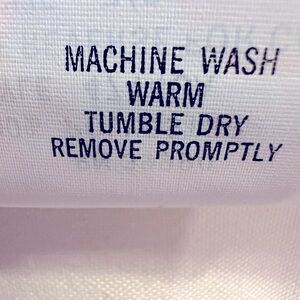 MACHINE WASH
WARM
TUMBLE DRY
REMOVE PROMPTLY